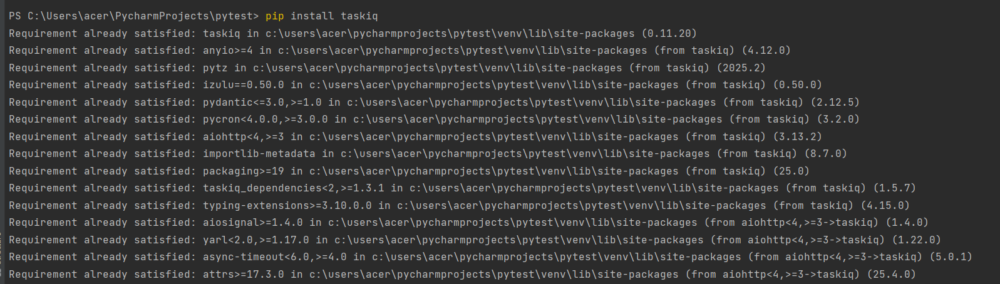 PS C:\Users\acer\PycharmProjects\pytest> pip install taskiq
Requirement already satisfied: taskiq in c:\users\acer\pycharmprojects\pytest\venv\lib\site-packages (0.11.20)
Requirement already satisfied: anyio>=4 in c:\users\acer\pycharmprojects\pytest\venv\lib\site-packages (from taskiq) (4.12.0)
Requirement already satisfied: pytz in c:\users\acer\pycharmprojects\pytest\venv\lib\site-packages (from taskiq) (2025.2)
Requirement already satisfied: izulu==0.50.0 in c:\users\acer\pycharmprojects\pytest\venv\lib\site-packages (from taskiq) (0.50.0)
Requirement already satisfied: pydantic<=3.0,>=1.0 in c:\users\acer\pycharmprojects\pytest\venv\lib\site-packages (from taskiq) (2.12.5)
Requirement already satisfied: pycron<4.0.0,>=3.0.0 in c:\users\acer\pycharmprojects\pytest\venv\lib\site-packages (from taskiq) (3.2.0)
Requirement already satisfied: aiohttp<4,>=3 in c:\users\acer\pycharmprojects\pytest\venv\lib\site-packages (from taskiq) (3.13.2)
Requirement already satisfied: importlib-metadata in c:\users\acer\pycharmprojects\pytest\venv\lib\site-packages (from taskiq) (8.7.0)
Requirement already satisfied: packaging>=19 in c:\users\acer\pycharmprojects\pytest\venv\lib\site-packages (from taskiq) (25.0)
Requirement already satisfied: taskiq_dependencies<2,>=1.3.1 in c:\users\acer\pycharmprojects\pytest\venv\lib\site-packages (from taskiq) (1.5.7)
Requirement already satisfied: typing-extensions>=3.10.0.0 in c:\users\acer\pycharmprojects\pytest\venv\lib\site-packages (from taskiq) (4.15.0)
Requirement already satisfied: aiosignal>=1.4.0 in c:\users\acer\pycharmprojects\pytest\venv\lib\site-packages (from aiohttp<4,>=3->taskiq) (1.4.0)
Requirement already satisfied: yarl<2.0,>=1.17.0 in c:\users\acer\pycharmprojects\pytest\venv\lib\site-packages (from aiohttp<4,>=3->taskiq) (1.22.0)
Requirement already satisfied: async-timeout<6.0,>=4.0 in c:\users\acer\pycharmprojects\pytest\venv\lib\site-packages (from aiohttp<4,>=3->taskiq) (5.0.1)
Requirement already satisfied: attrs>=17.3.0 in c:\users\acer\pycharmprojects\pytest\venv\lib\site-packages (from aiohttp<4,>=3->taskiq) (25.4.0)